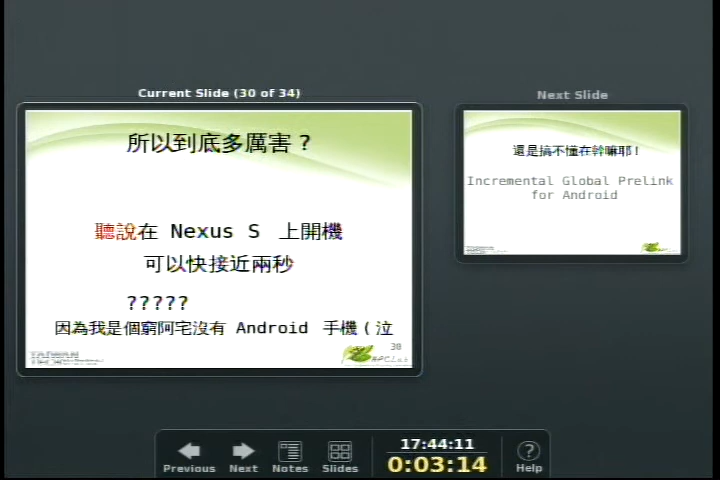 Current Slide (30 of 34)
所以到底多厲害？
聽說在 Nexus S 上開機
可以快接近兩秒
?????
因為我是個窮阿宅沒有 Android 手機 ( 泣
30
Next Slide
還是搞不懂在幹嘛耶！
Incremental Global Prelink
for Android
Previous
Next
Notes
Slides
17:44:11
0:03:14
Help